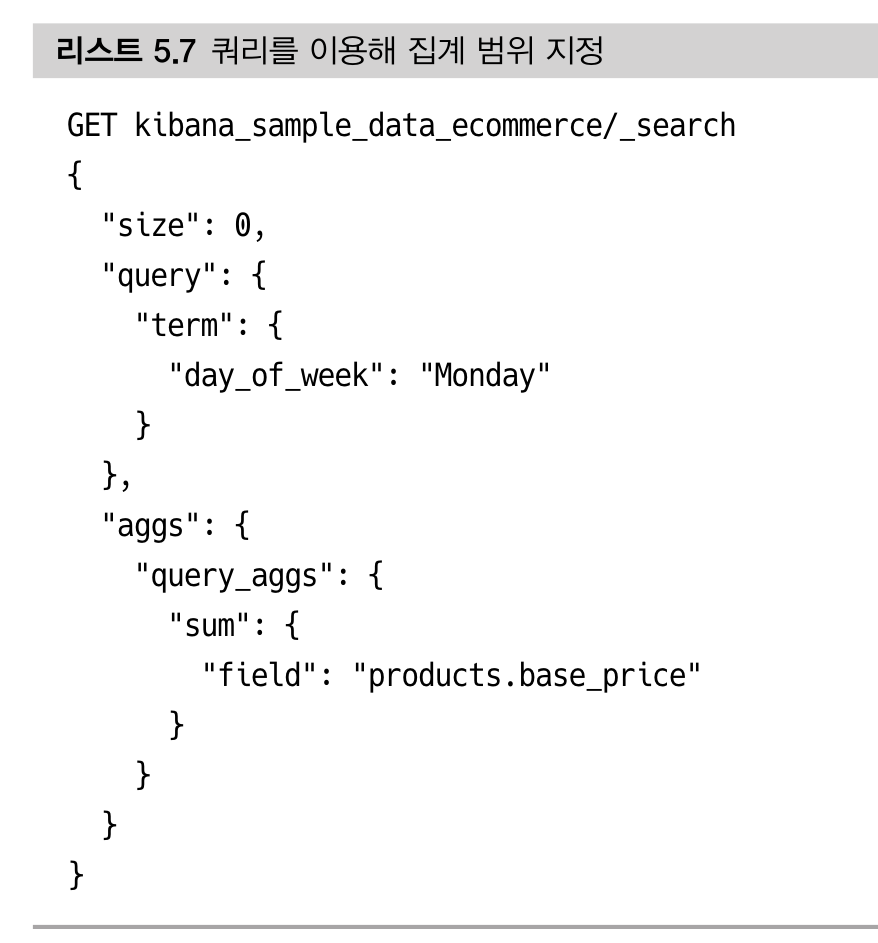 리스트 5.7 쿼리를 이용해 집계 범위 지정
GET kibana_sample_data_ecommerce/_search
{
  "size": 0,
  "query": {
    "term": {
      "day_of_week": "Monday"
    }
  },
  "aggs": {
    "query_aggs": {
      "sum": {
        "field": "products.base_price"
      }
    }
  }
}